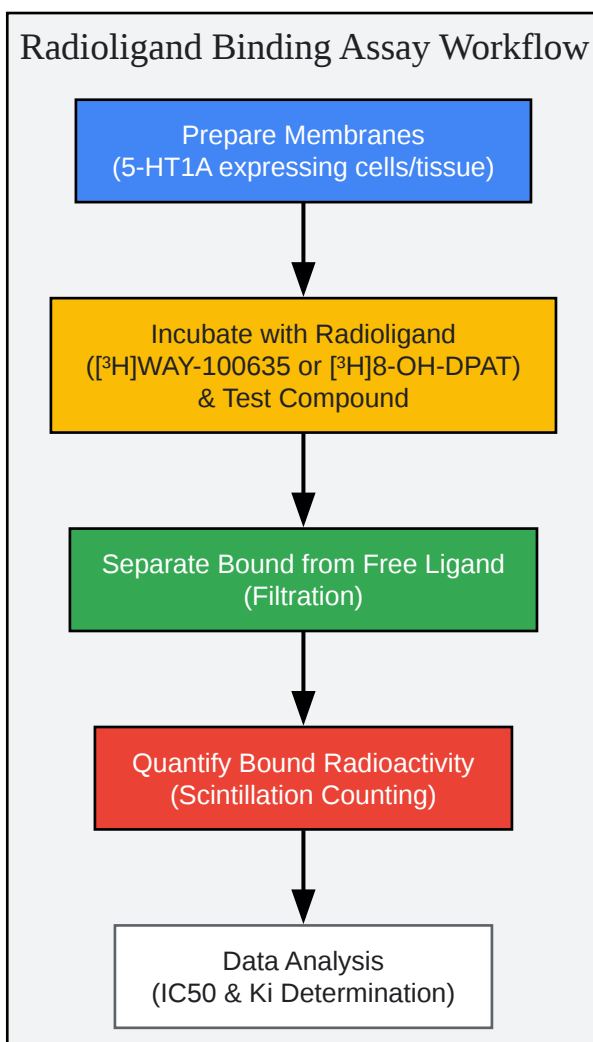 Radioligand Binding Assay Workflow
Prepare Membranes
(5-HT1A expressing cells/tissue)
Incubate with Radioligand
([³H]WAY-100635 or [³H]8-OH-DPAT)
& Test Compound
Separate Bound from Free Ligand
(Filtration)
Quantify Bound Radioactivity
(Scintillation Counting)
Data Analysis
(IC50 & Ki Determination)